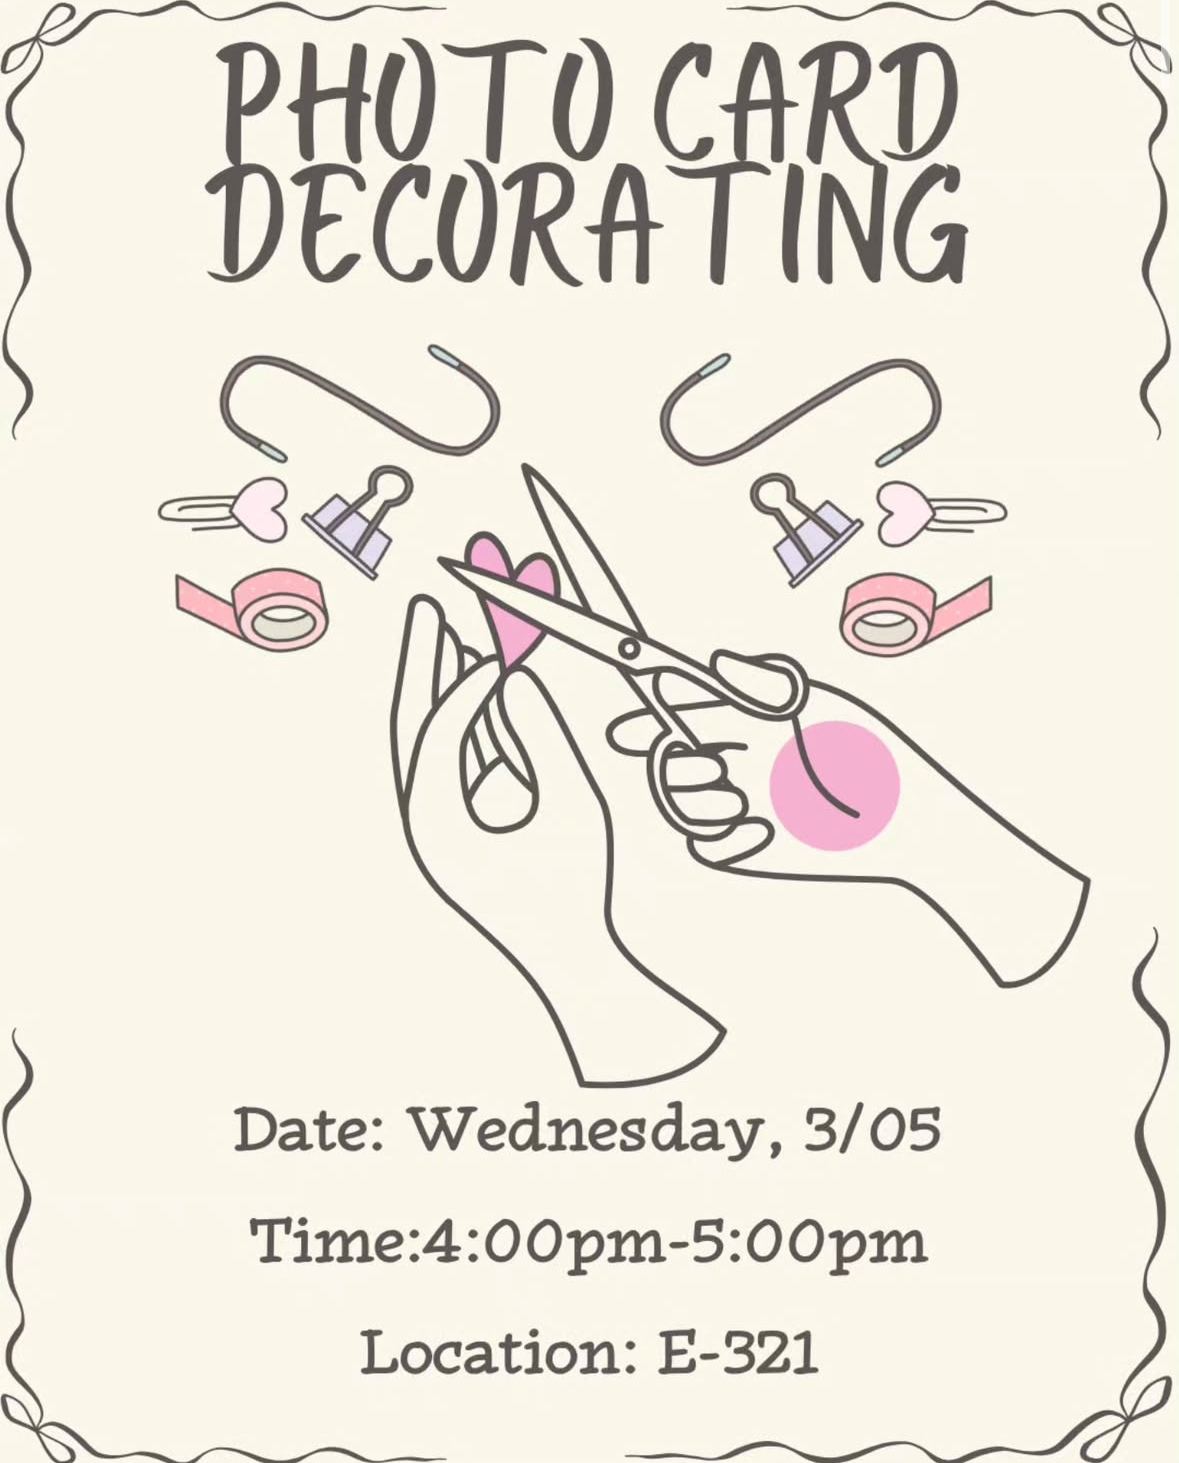 PHOTO CARD
DECORATING
Date: Wednesday, 3/05
Time:4:00pm-5:00pm
Location: E-321